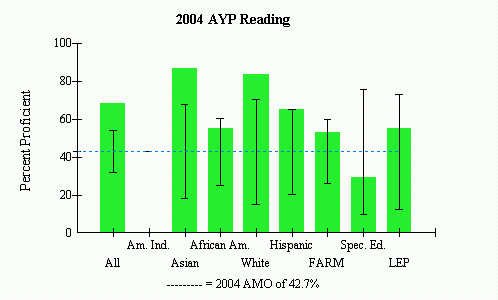 2004 AYP Reading
Percent Proficient
100
80
60
40
20
0
Am. Ind. African Am. Hispanic Spec. Ed.
All Asian White FARM LEP
--------- = 2004 AMO of 42.7%